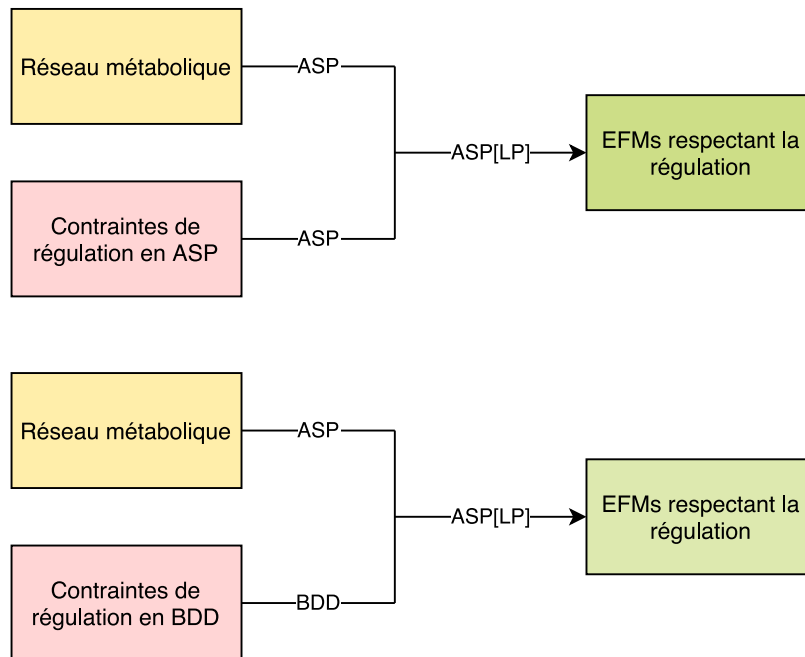 Réseau métabolique
ASP
ASP[LP]
EFMs respectant la
régulation
Contraintes de
régulation en ASP
ASP
Réseau métabolique
ASP
ASP[LP]
EFMs respectant la
régulation
Contraintes de
régulation en BDD
BDD